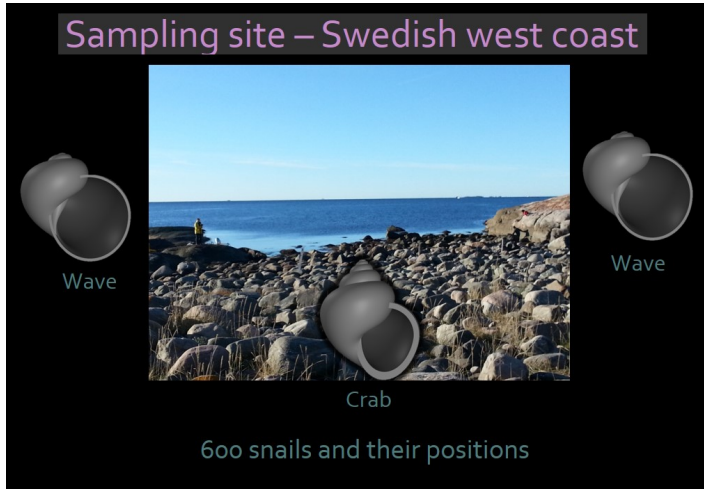 Sampling site – Swedish west coast
Wave
Wave
Crab
600 snails and their positions